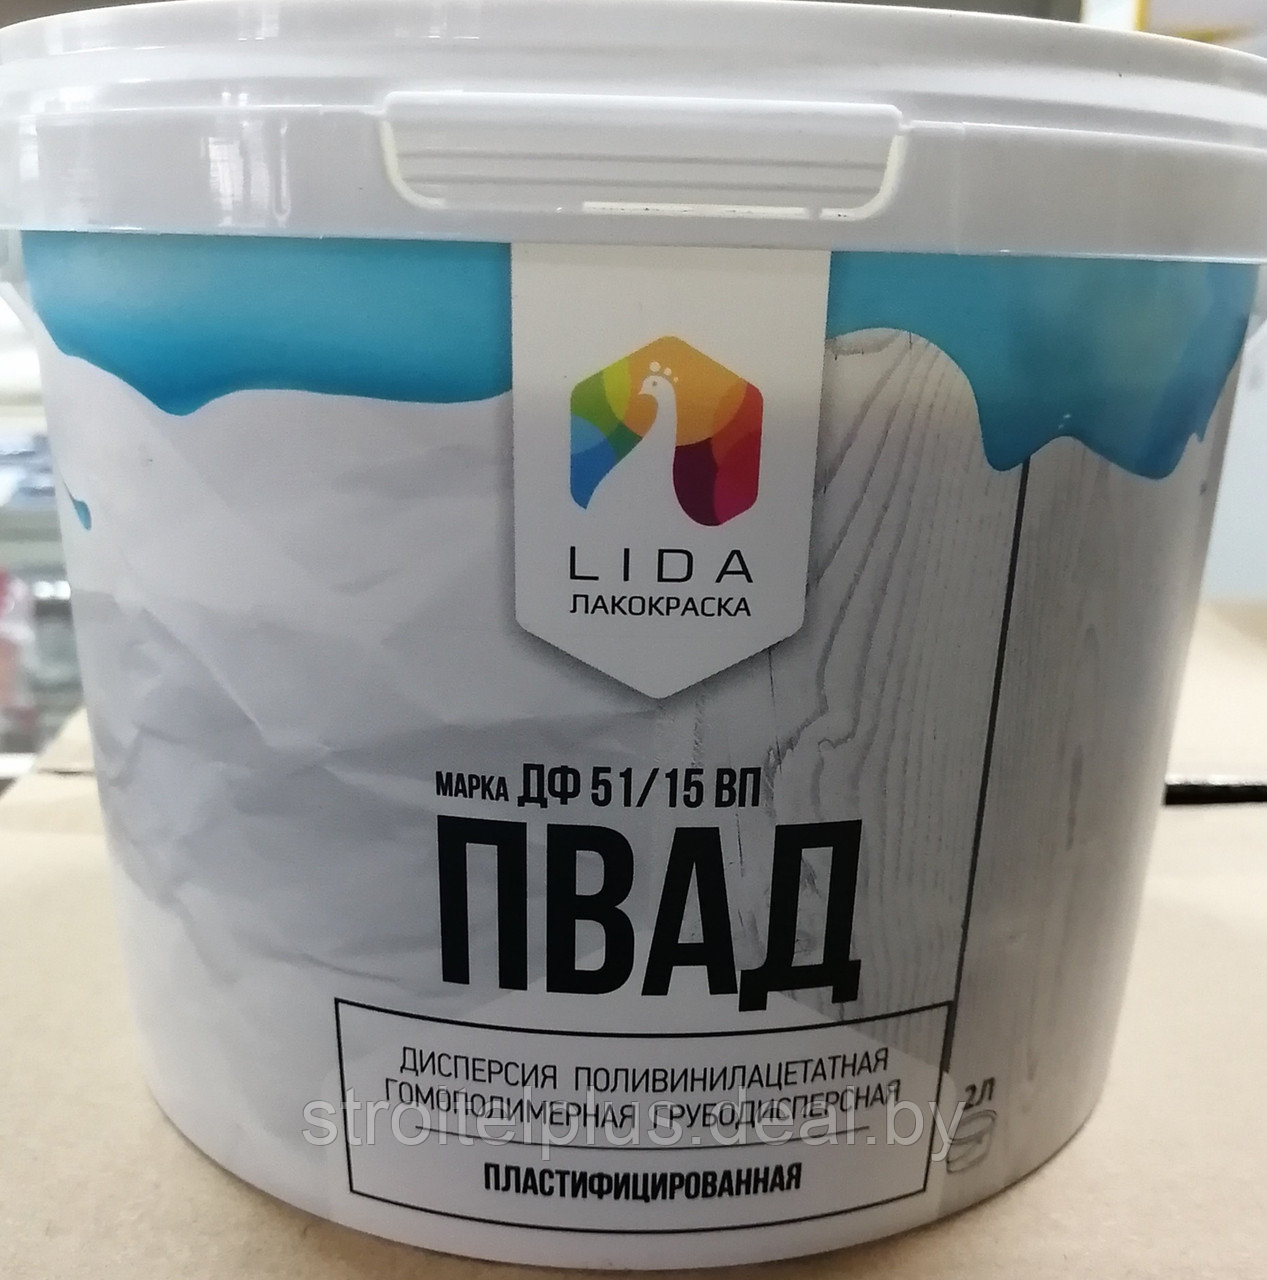 LIDA
ЛАКОКРАСКА
МАРКА ДФ 51/15 ВП
ПВАД
ДИСПЕРСИЯ ПОЛИВИНИЛАЦЕТАТНАЯ
ГОМОПОЛИМЕРНАЯ ГРУБОДИСПЕРСНАЯ
ПЛАСТИФИЦИРОВАННАЯ
2Л
stroitelplus.deal.by